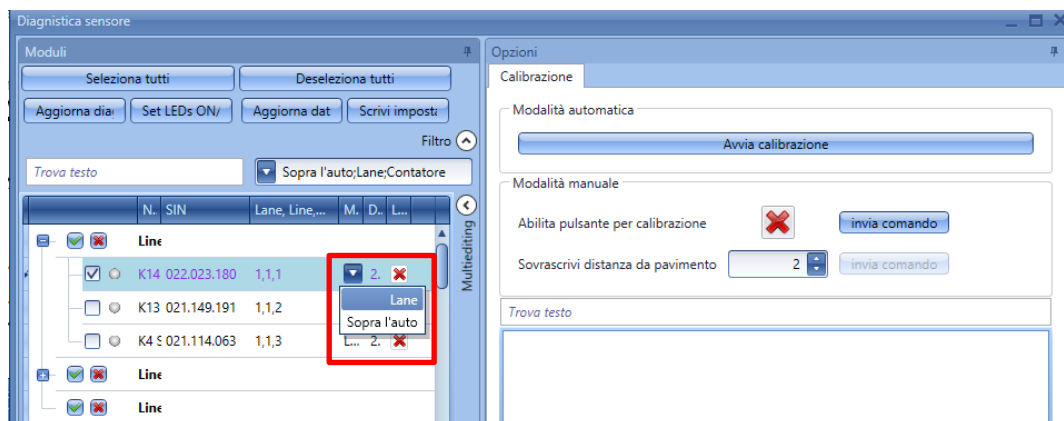 Diagnistica sensore
Moduli
Seleziona tutti
Deseleziona tutti
Aggiorna dia
Set LEDs ON/
Aggiorna dat
Scrivi imposta
Filtro
Trova testo
Sopra l'auto;Lane;Contatore
N. SIN Lane, Line,... M. D.. L...
Line
K14 022.023.180 1,1,1 2.
Lane
K13 021.149.191 1,1,2
Sopra l'auto
K4 S 021.114.063 1,1,3 L... 2.
Line
Line
Multiediting
Opzioni
Calibrazione
Modalità automatica
Avvia calibrazione
Modalità manuale
Abilita pulsante per calibrazione
invia comando
Sovrascrivi distanza da pavimento
2
invia comando
Trova testo